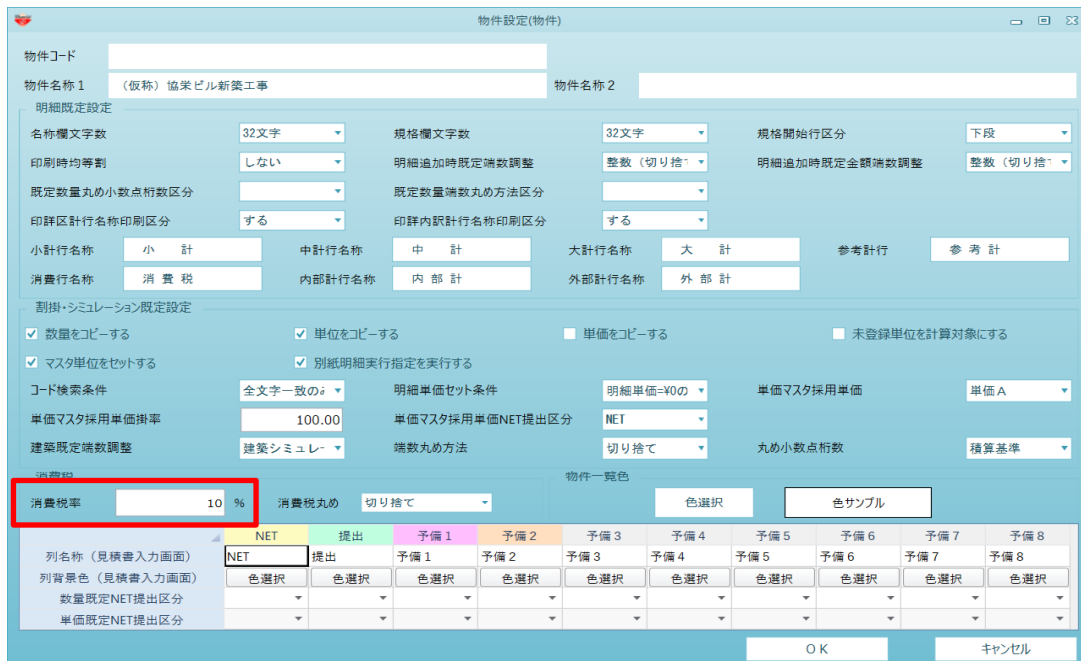 物件設定(物件)
物件コード
物件名称１ （仮称）協栄ビル新築工事 物件名称２
明細既定設定
名称欄文字数 32文字 規格欄文字数 32文字 規格開始行区分 下段
印刷時均等割 しない 明細追加時既定端数調整 整数（切り捨て 明細追加時既定金額端数調整 整数（切り捨て
既定数量丸め小数点桁数区分 既定数量端数丸め方法区分
印詳区計行名称印刷区分 する 印詳内訳計行名称印刷区分 する
小計行名称 小 計 中計行名称 中 計 大計行名称 大 計 参考計行 参 考 計
消費行名称 消 費 税 内部計行名称 内 部 計 外部計行名称 外 部 計
割掛・シミュレーション既定設定
数量をコピーする 単位をコピーする 単価をコピーする 未登録単位を計算対象にする
マスタ単位をセットする 別紙明細実行指定を実行する
コード検索条件 全文字一致のみ 明細単価セット条件 明細単価=¥0の 単価マスタ採用単価 単価Ａ
単価マスタ採用単価掛率 100.00 単価マスタ採用単価NET提出区分 NET
建築既定端数調整 建築シミュレー 端数丸め方法 切り捨て 丸め小数点桁数 積算基準
消費税 物件一覧色
消費税率 10 % 消費税丸め 切り捨て 色選択 色サンプル
NET 提出 予備１ 予備２ 予備３ 予備４ 予備５ 予備６ 予備７ 予備８
列名称（見積書入力画面） NET 提出 予備１ 予備２ 予備３ 予備４ 予備５ 予備６ 予備７ 予備８
列背景色（見積書入力画面） 色選択 色選択 色選択 色選択 色選択 色選択 色選択 色選択 色選択 色選択
数量既定NET提出区分
単価既定NET提出区分
ＯＫ キャンセル